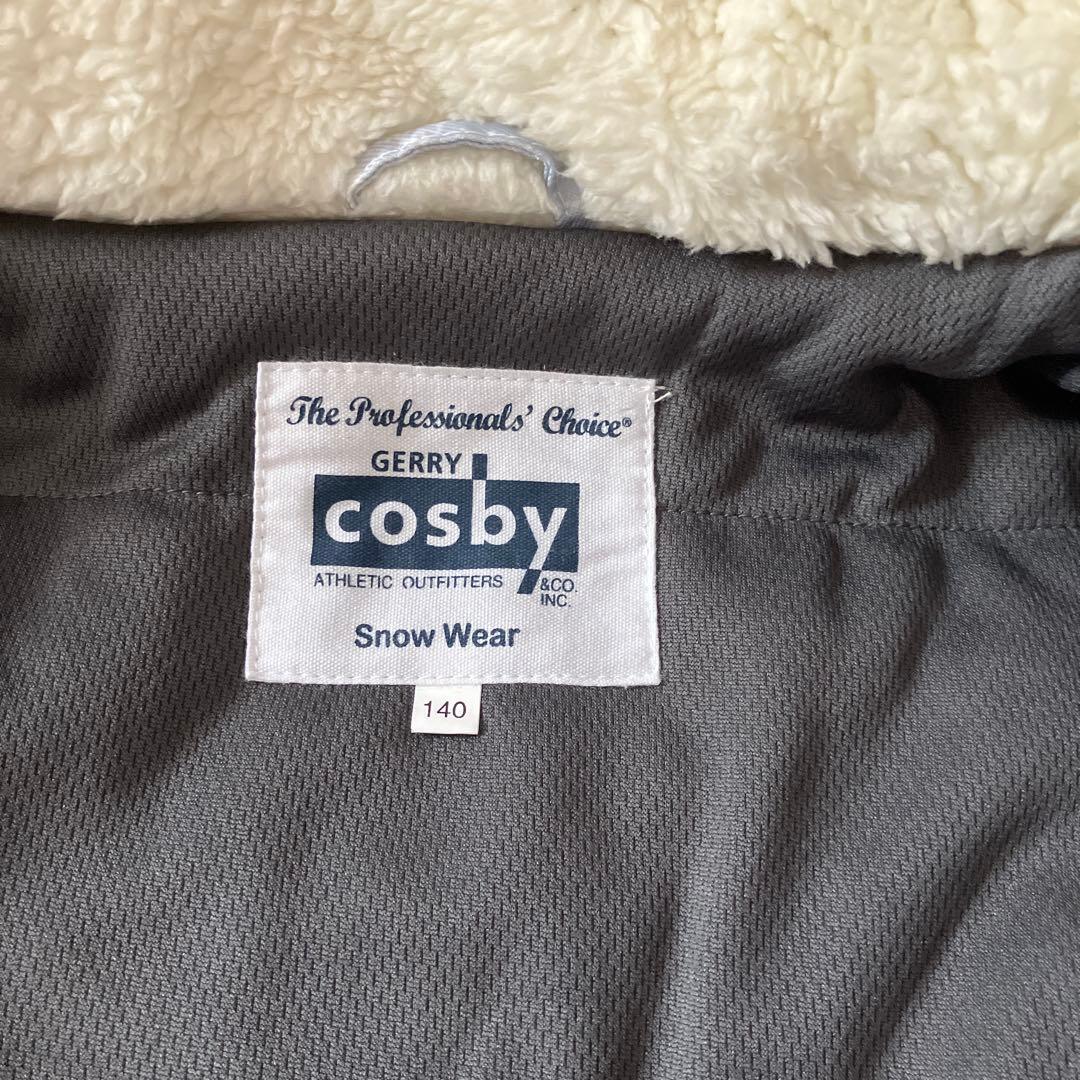 The Professionals' Choice®
GERRY
cosby
ATHLETIC OUTFITTERS &CO.
INC.
Snow Wear
140